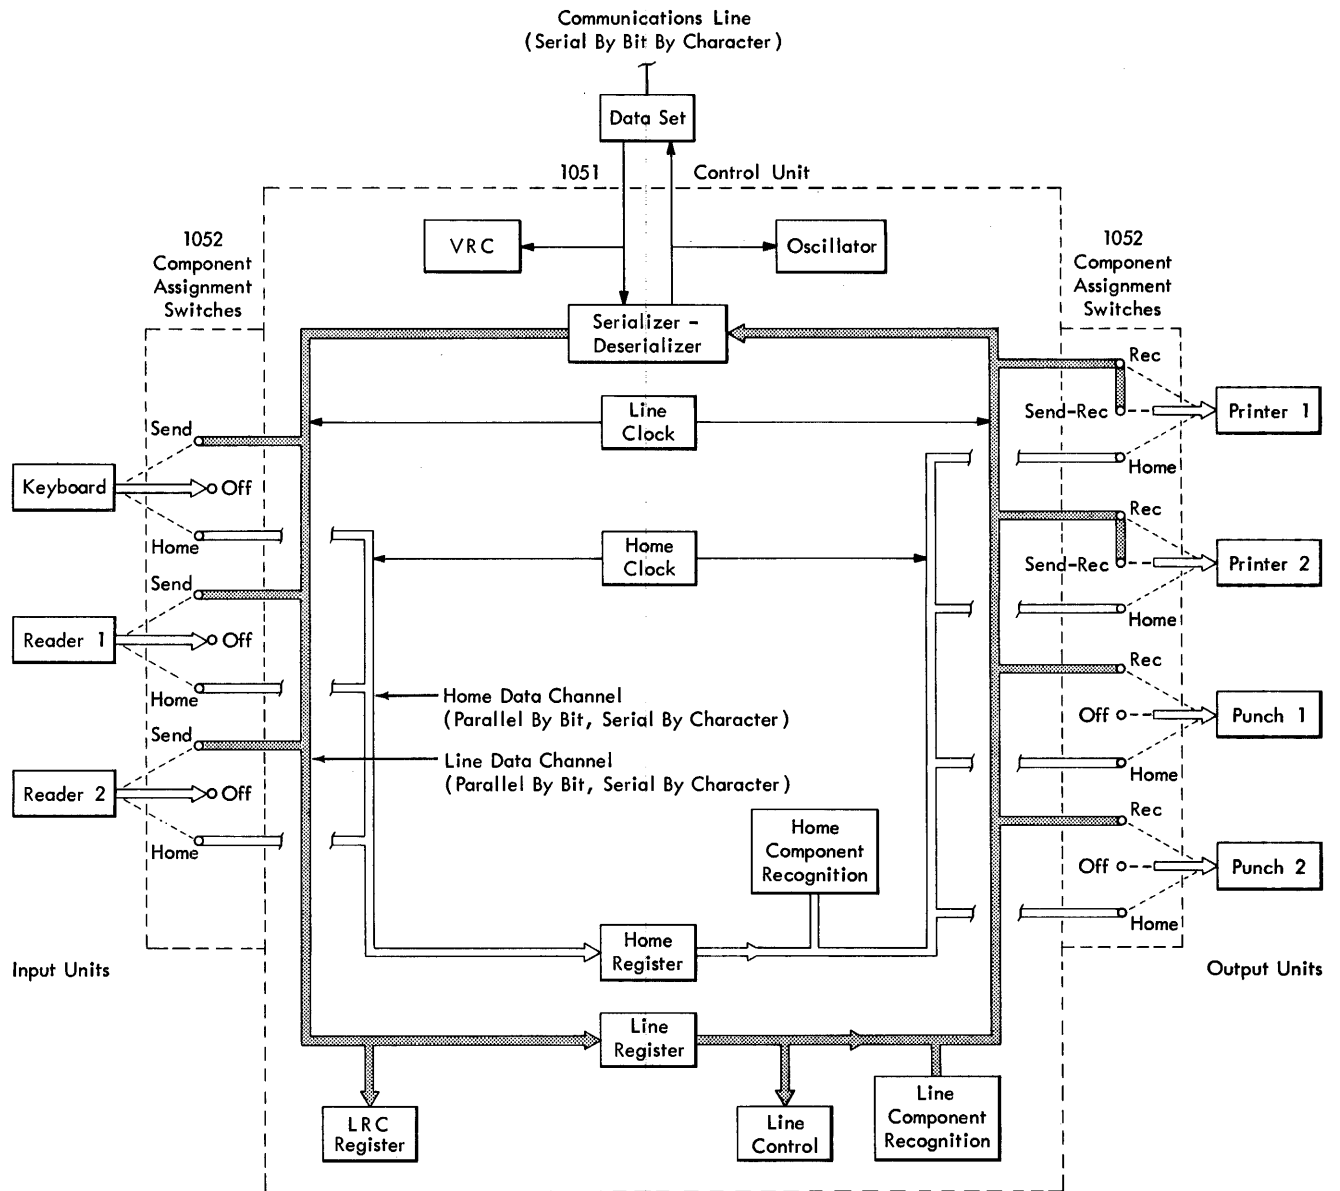 Communications Line
(Serial By Bit By Character)
Data Set
1051 Control Unit
VRC
Oscillator
1052
Component
Assignment
Switches
1052
Component
Assignment
Switches
Serializer -
Deserializer
Rec
Send-Rec
Printer 1
Home
Line
Clock
Send
Keyboard
Off
Home
Home
Clock
Rec
Send-Rec
Printer 2
Home
Send
Reader 1
Off
Home
Home Data Channel
(Parallel By Bit, Serial By Character)
Rec
Off
Punch 1
Home
Send
Reader 2
Off
Home
Line Data Channel
(Parallel By Bit, Serial By Character)
Home
Component
Recognition
Rec
Off
Punch 2
Home
Home
Register
Input Units
Output Units
Line
Register
LRC
Register
Line
Control
Line
Component
Recognition